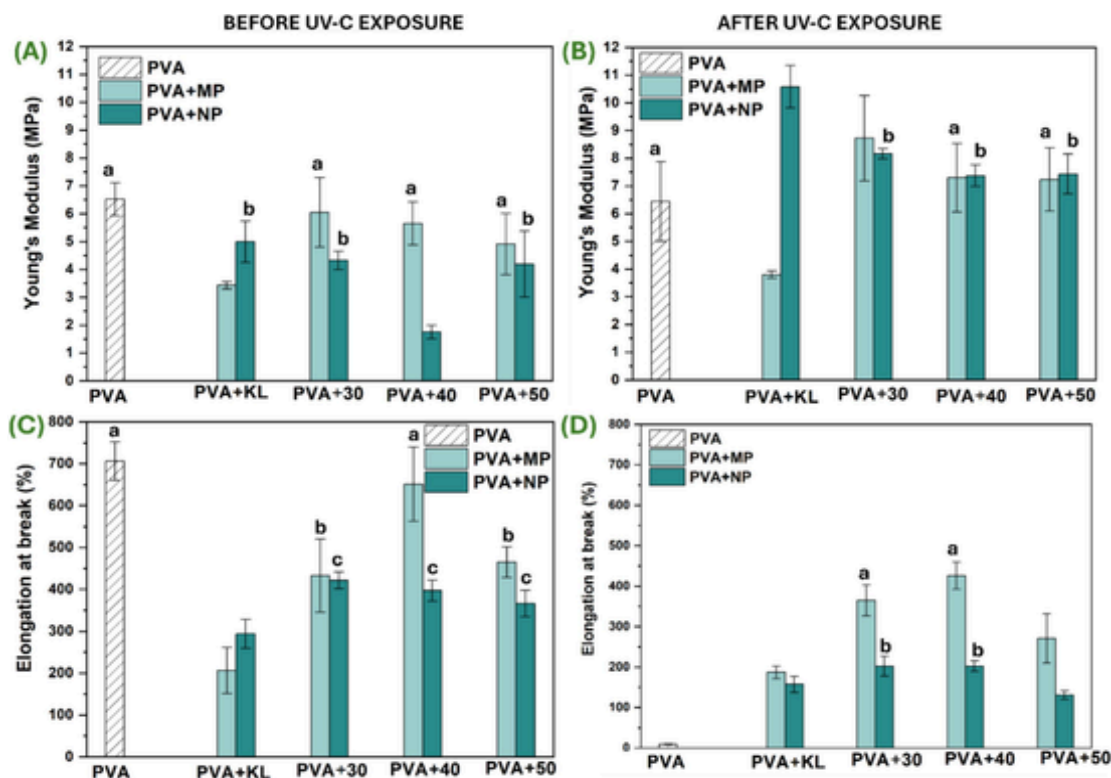 BEFORE UV-C EXPOSURE
AFTER UV-C EXPOSURE
(A)
Young's Modulus (MPa)
12
11
10
9
8
7
6
5
4
3
2
1
0
PVA
PVA+MP
PVA+NP
a
b
a
b
a
a
b
PVA
PVA+KL
PVA+30
PVA+40
PVA+50
(B)
Young's Modulus (MPa)
12
11
10
9
8
7
6
5
4
3
2
1
0
PVA
PVA+MP
PVA+NP
a
b
a
b
a
b
PVA
PVA+KL
PVA+30
PVA+40
PVA+50
(C)
Elongation at break (%)
800
700
600
500
400
300
200
100
0
PVA
PVA+MP
PVA+NP
a
b
c
a
c
b
c
PVA
PVA+KL
PVA+30
PVA+40
PVA+50
(D)
Elongation at break (%)
800
700
600
500
400
300
200
100
0
PVA
PVA+MP
PVA+NP
a
b
a
b
PVA
PVA+KL
PVA+30
PVA+40
PVA+50